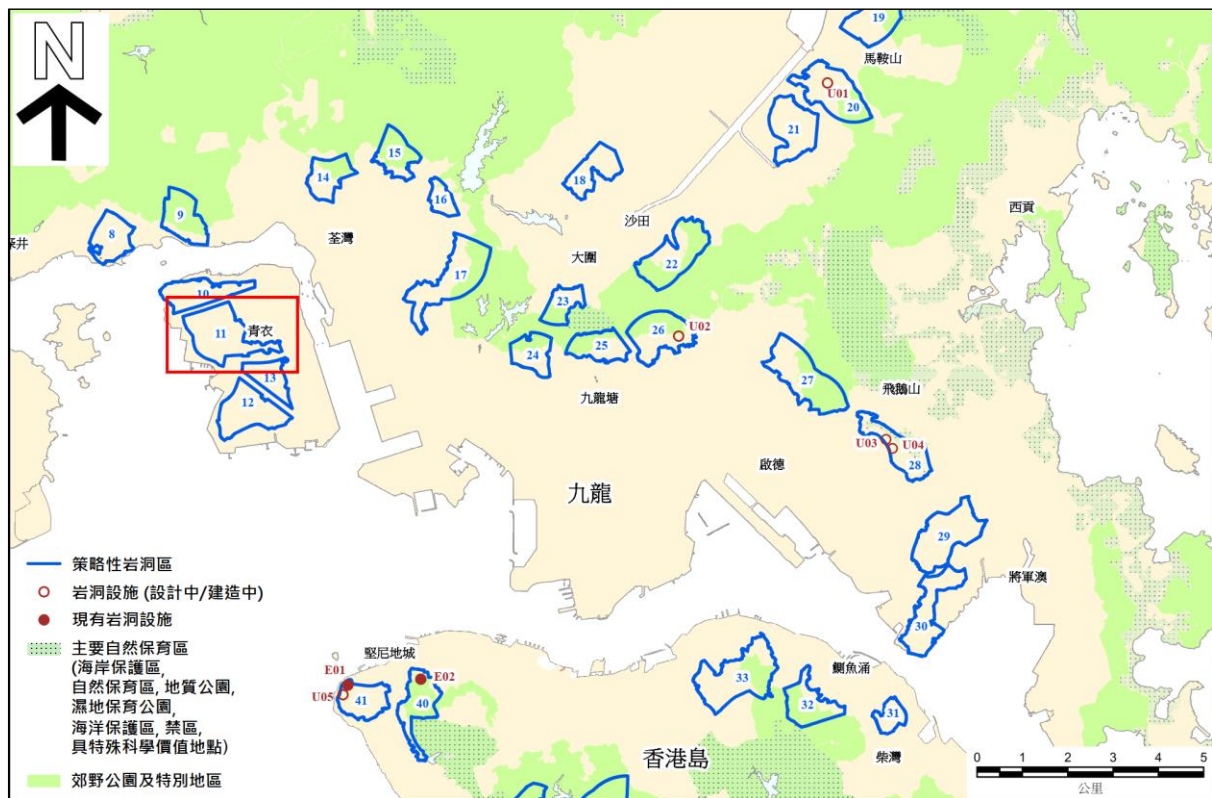 N
19
馬鞍山
U01
20
21
15
14
16
18
9
8
深井
荃灣
沙田
西貢
大圍
22
17
10
11
青衣
23
26
U02
24
25
13
12
九龍塘
27
飛鵝山
U03
U04
28
啟德
九龍
29
將軍澳
30
策略性岩洞區
岩洞設施 (設計中/建造中)
現有岩洞設施
主要自然保育區
(海岸保護區,
自然保育區, 地質公園,
濕地保育公園,
海洋保護區, 禁區,
具特殊科學價值地點)
郊野公園及特別地區
堅尼地城
E01
U05
41
E02
40
33
鰂魚涌
32
31
柴灣
香港島
0 1 2 3 4 5
公里